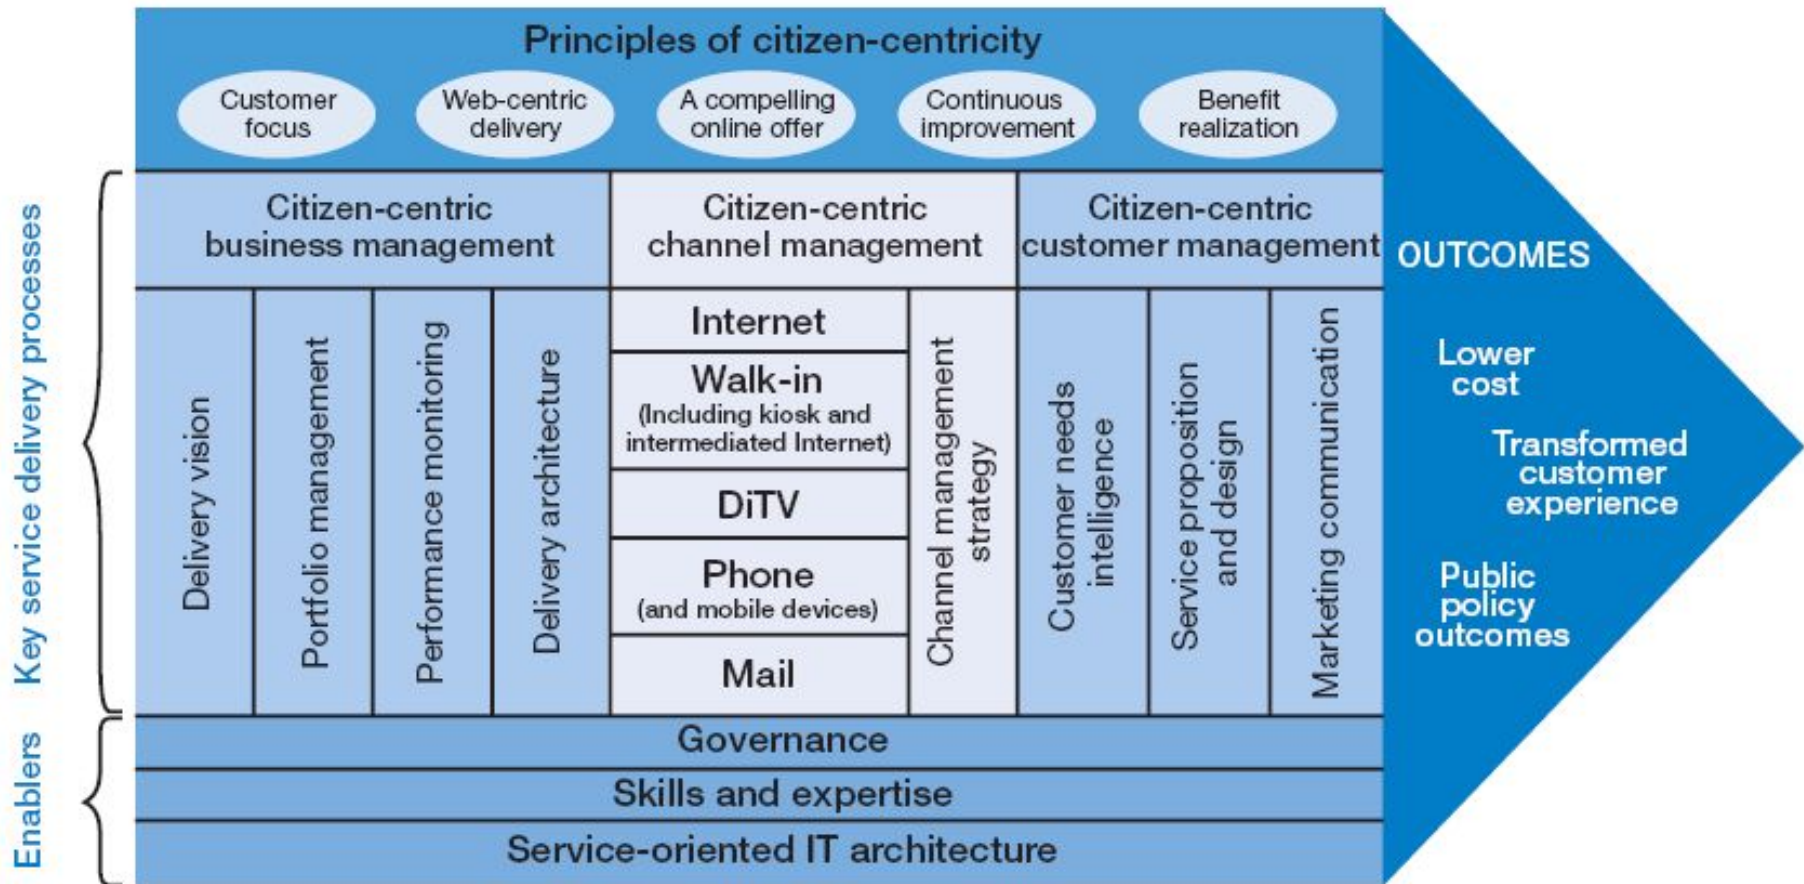 Principles of citizen-centricity
Customer
focus
Web-centric
delivery
A compelling
online offer
Continuous
improvement
Benefit
realization
Key service delivery processes
Citizen-centric
business management
Citizen-centric
channel management
Citizen-centric
customer management
Delivery vision
Portfolio management
Performance monitoring
Delivery architecture
Internet
Walk-in
(Including kiosk and
intermediated Internet)
DiTV
Phone
(and mobile devices)
Mail
Channel management
strategy
Customer needs
intelligence
Service proposition
and design
Marketing communication
Enablers
Governance
Skills and expertise
Service-oriented IT architecture
OUTCOMES
Lower
cost
Transformed
customer
experience
Public
policy
outcomes